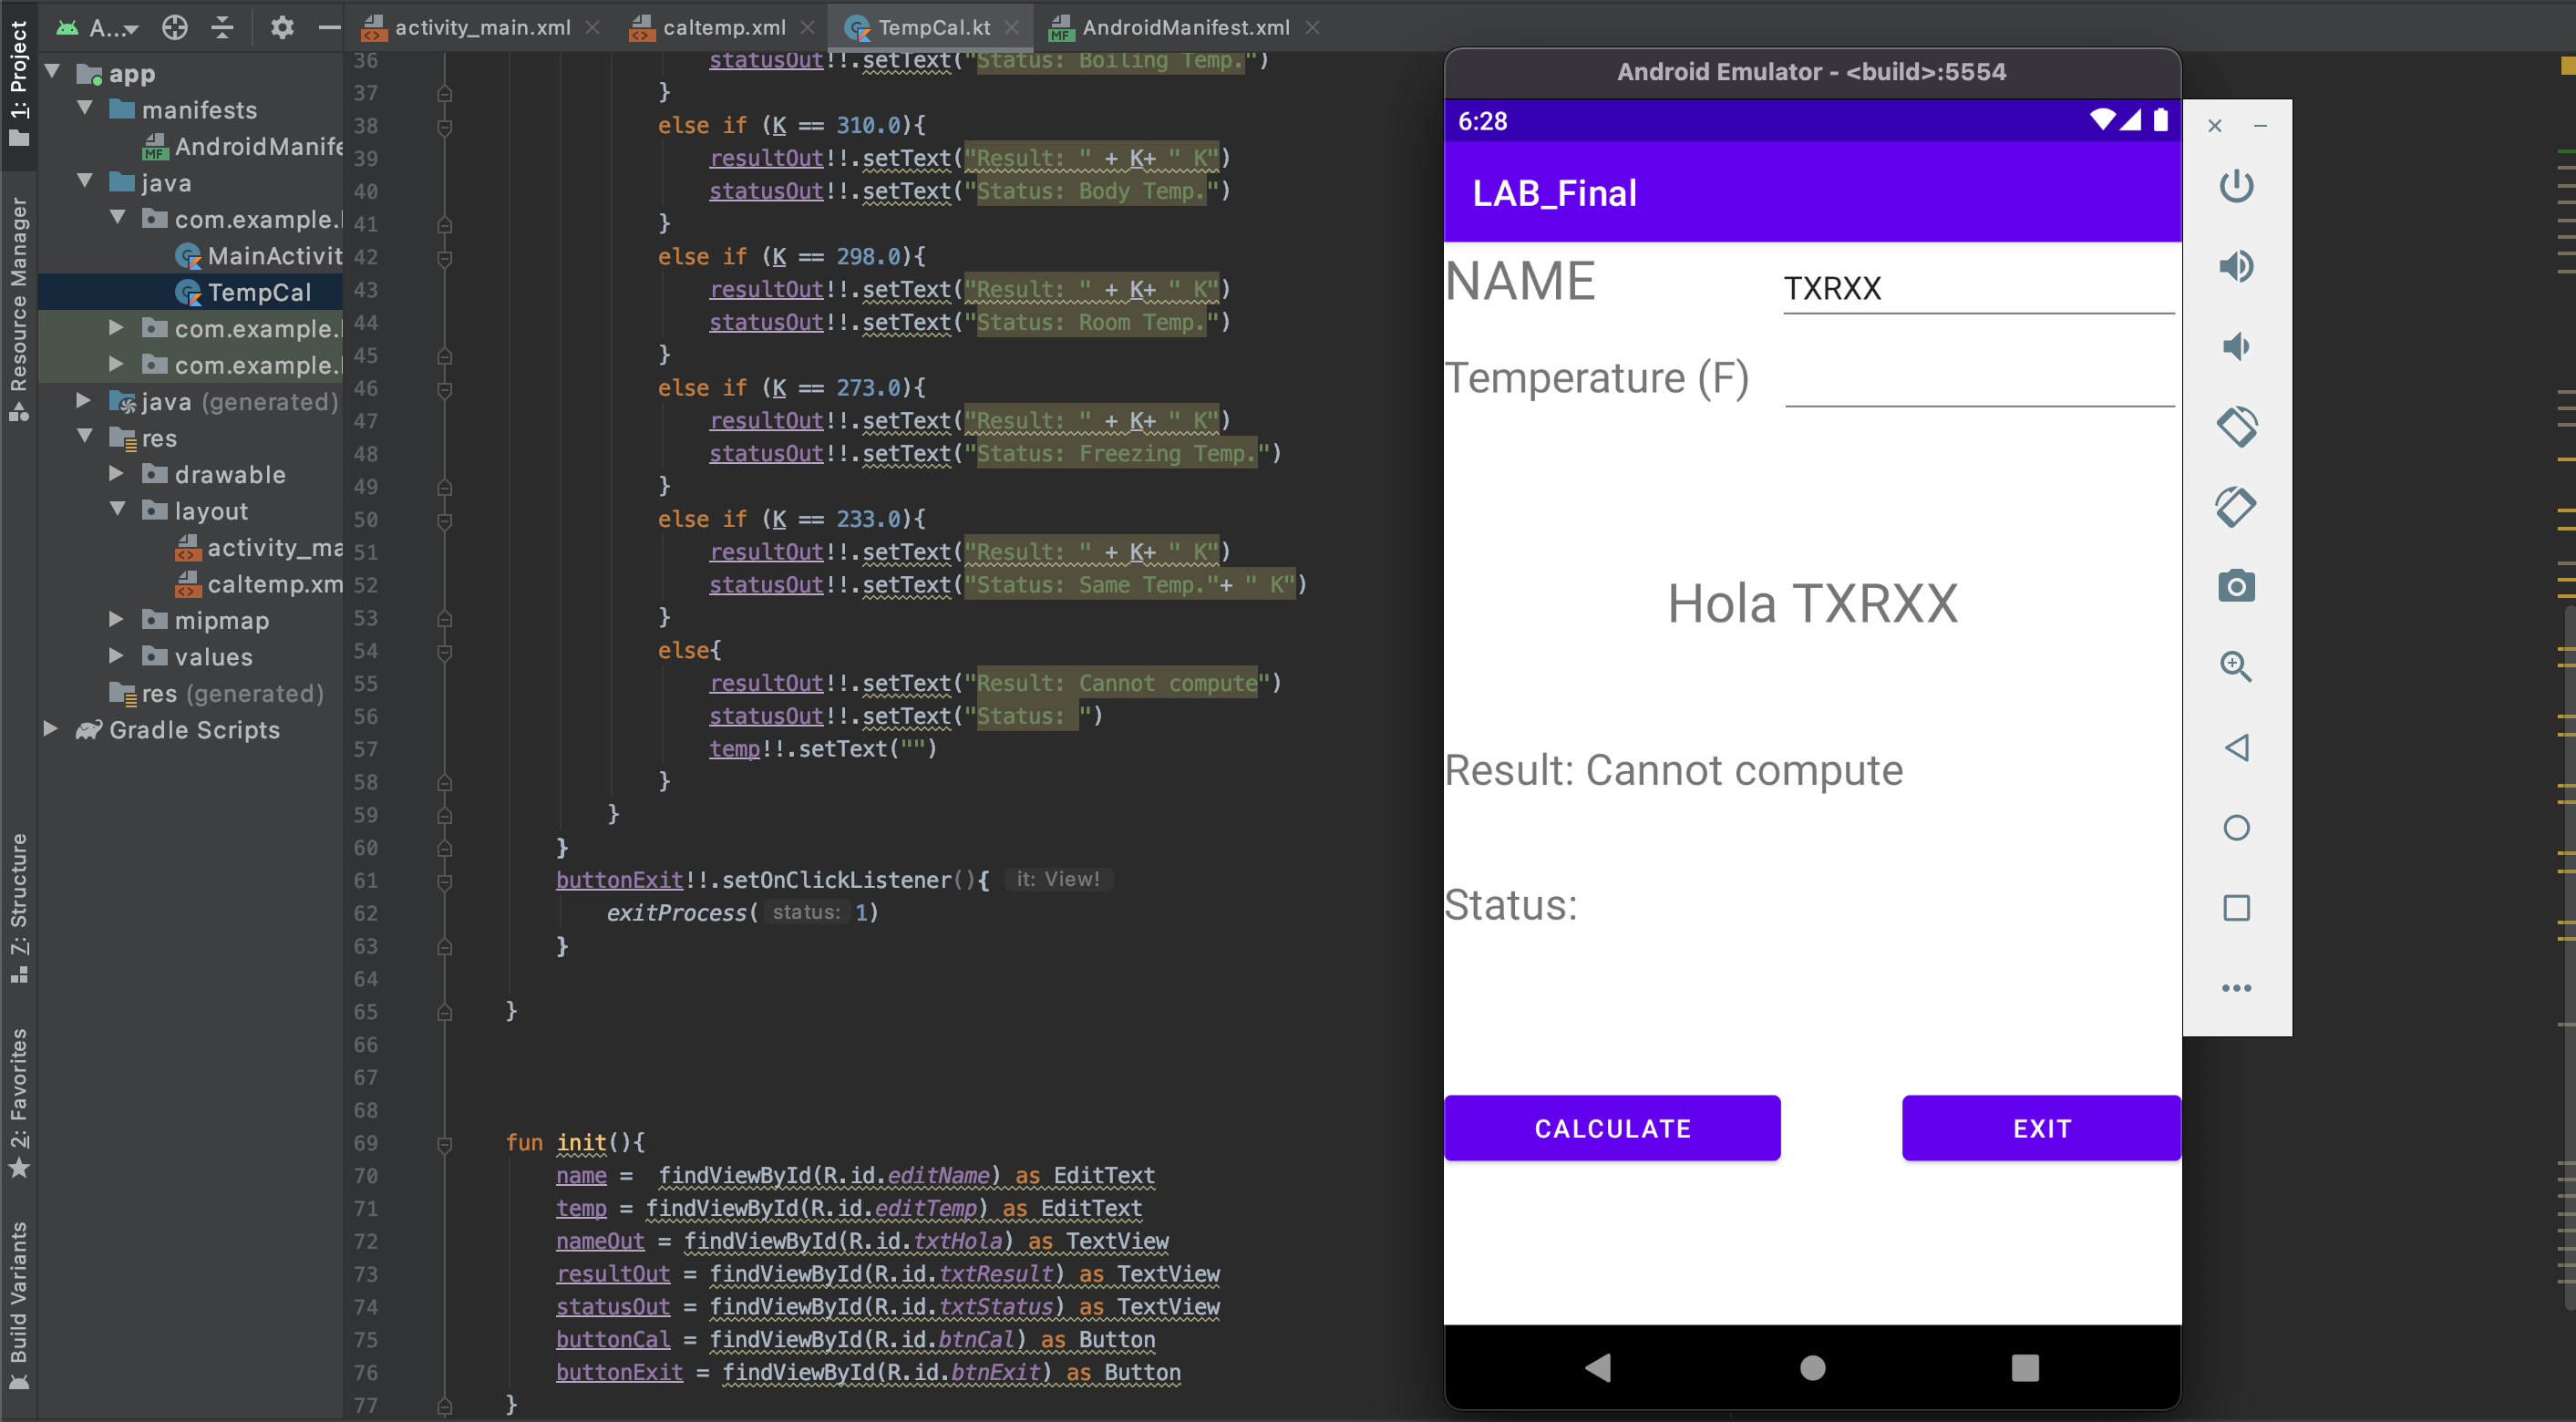 1: Project
Resource Manager
7: Structure
2: Favorites
Build Variants
A...
activity_main.xml
caltemp.xml
TempCal.kt
AndroidManifest.xml
app
manifests
AndroidManife
java
com.example.
MainActivit
TempCal
com.example.
com.example.
java (generated)
res
drawable
layout
activity_ma
caltemp.xm
mipmap
values
res (generated)
Gradle Scripts
36 statusOut!!.setText("Status: Boiling Temp.")
37 }
38 else if (K == 310.0){
39 resultOut!!.setText("Result: " + K+ " K")
40 statusOut!!.setText("Status: Body Temp.")
41 }
42 else if (K == 298.0){
43 resultOut!!.setText("Result: " + K+ " K")
44 statusOut!!.setText("Status: Room Temp.")
45 }
46 else if (K == 273.0){
47 resultOut!!.setText("Result: " + K+ " K")
48 statusOut!!.setText("Status: Freezing Temp.")
49 }
50 else if (K == 233.0){
51 resultOut!!.setText("Result: " + K+ " K")
52 statusOut!!.setText("Status: Same Temp."+ " K")
53 }
54 else{
55 resultOut!!.setText("Result: Cannot compute")
56 statusOut!!.setText("Status: ")
57 temp!!.setText("")
58 }
59 }
60 }
61 buttonExit!!.setOnClickListener(){ it: View!
62 exitProcess( status: 1)
63 }
64
65 }
66
67
68
69 fun init(){
70 name =  findViewById(R.id.editName) as EditText
71 temp = findViewById(R.id.editTemp) as EditText
72 nameOut = findViewById(R.id.txtHola) as TextView
73 resultOut = findViewById(R.id.txtResult) as TextView
74 statusOut = findViewById(R.id.txtStatus) as TextView
75 buttonCal = findViewById(R.id.btnCal) as Button
76 buttonExit = findViewById(R.id.btnExit) as Button
77 }
Android Emulator - <build>:5554
6:28
LAB_Final
NAME TXRXX
Temperature (F)
Hola TXRXX
Result: Cannot compute
Status:
CALCULATE EXIT